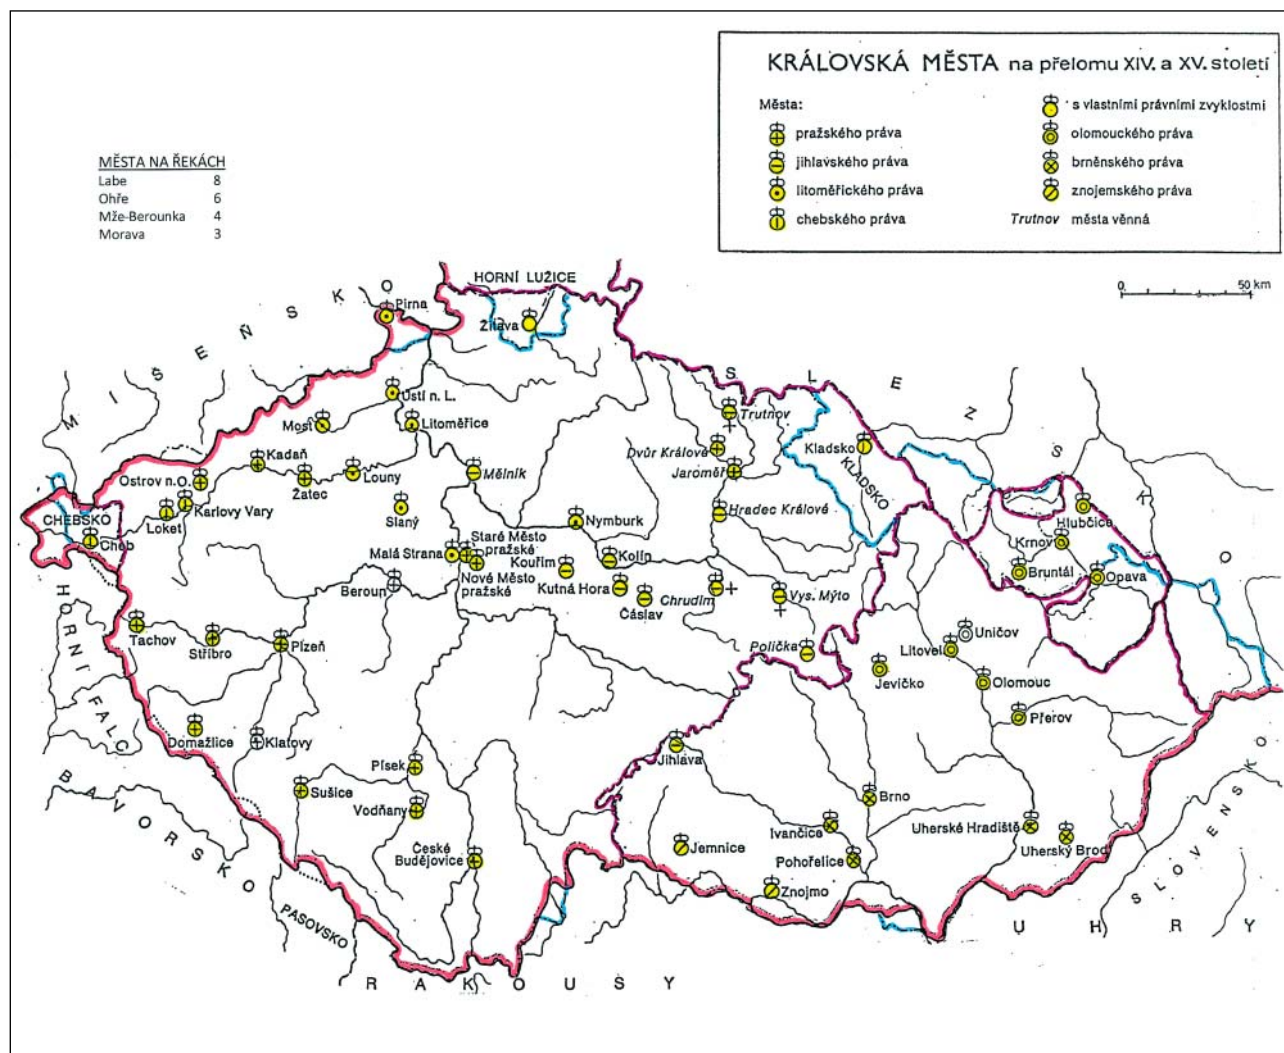 KRÁLOVSKÁ MĚSTA na přelomu XIV. a XV. století
Města:
pražského práva
jihlavského práva
litoměřického práva
chebského práva
s vlastními právními zvyklostmi
olomouckého práva
brněnského práva
znojemského práva
Trutnov města věnná
MĚSTA NA ŘEKÁCH
Labe 8
Ohře 6
Mže-Berounka 4
Morava 3
0 50 km
HORNÍ LUŽICE
MÍŠEŇSKO
SLEZSKO
Pirna
Žitava
Ústí n. L.
Most
Litoměřice
Trutnov
Dvůr Králové
Jaroměř
Kladsko
KLADSKO
Kadaň
Ostrov n.O.
Žatec
Louny
Mělník
Karlovy Vary
Loket
CHEBSKO
Cheb
Slaný
Nymburk
Hradec Králové
Hlubčice
Krnov
Bruntál
Opava
Staré Město
pražské
Malá Strana
Nové Město
pražské
Kouřim
Kolín
Kutná Hora
Čáslav
Chrudim
Vys. Mýto
Beroun
Tachov
Stříbro
Plzeň
Polička
Uničov
Litovel
Jevíčko
Olomouc
Přerov
HORNÍ FALC
Domažlice
Klatovy
Jihlava
Písek
Sušice
Vodňany
Brno
Ivančice
Uherské Hradiště
Uherský Brod
České
Budějovice
Jemnice
Pohořelice
Znojmo
BAVORSKO
PASOVSKO
RAKOUSY
UHRY
SLOVENSKO